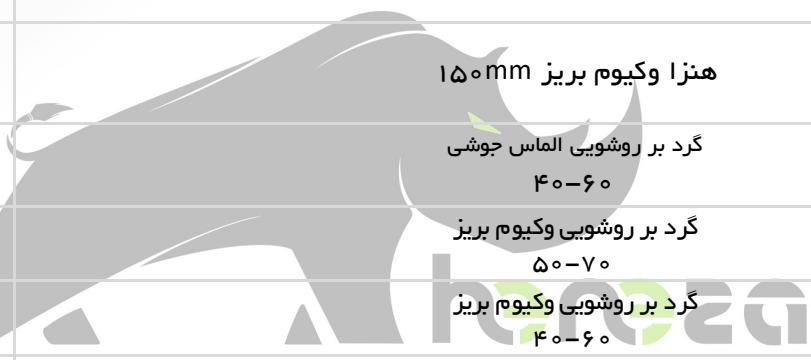 هنزا وکیوم بریز ۱۵۰mm
گرد بر روشویی الماس جوشی
۴۰-۶۰
گرد بر روشویی وکیوم بریز
۵۰-۷۰
گرد بر روشویی وکیوم بریز
۴۰-۶۰
heneza